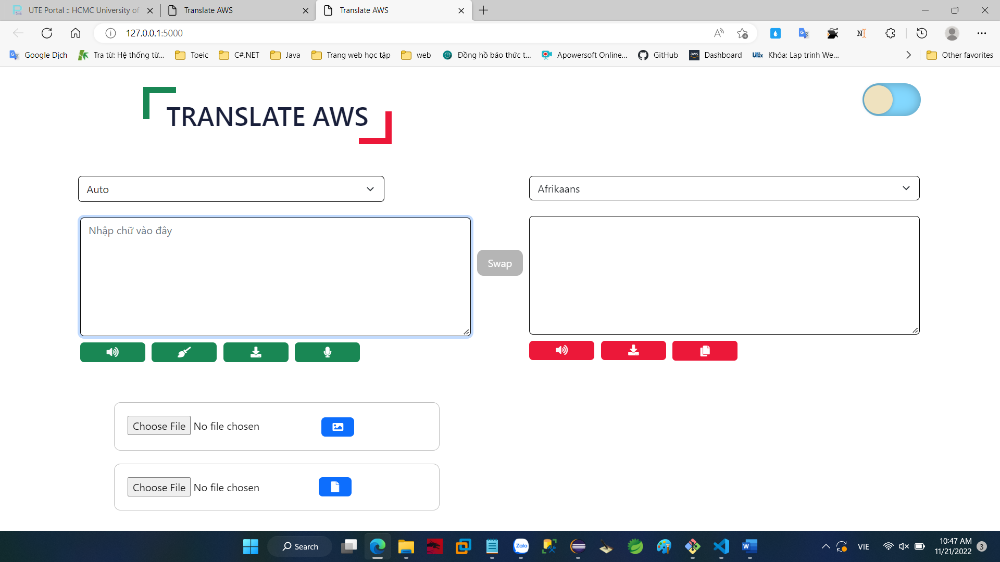 UTE Portal :: HCMC University of
Translate AWS
Translate AWS
127.0.0.1:5000
Google Dịch
Tra từ: Hệ thống từ...
Toeic
C#.NET
Java
Trang web học tập
web
Đồng hồ báo thức t...
Apowersoft Online...
GitHub
aws
Dashboard
UTEx
Khóa: Lap trinh We...
Other favorites
TRANSLATE AWS
Auto
Afrikaans
Nhập chữ vào đây
Swap
Choose File No file chosen
Choose File No file chosen
Search
Zalo
VIE
10:47 AM
11/21/2022
3